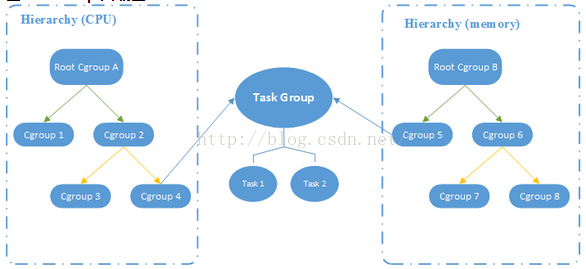 Hierarchy (CPU)
Root Cgroup A
Cgroup 1
Cgroup 2
Cgroup 3
Cgroup 4
Task Group
Task 1
Task 2
http://blog.csdn.net/
Hierarchy (memory)
Root Cgroup B
Cgroup 5
Cgroup 6
Cgroup 7
Cgroup 8